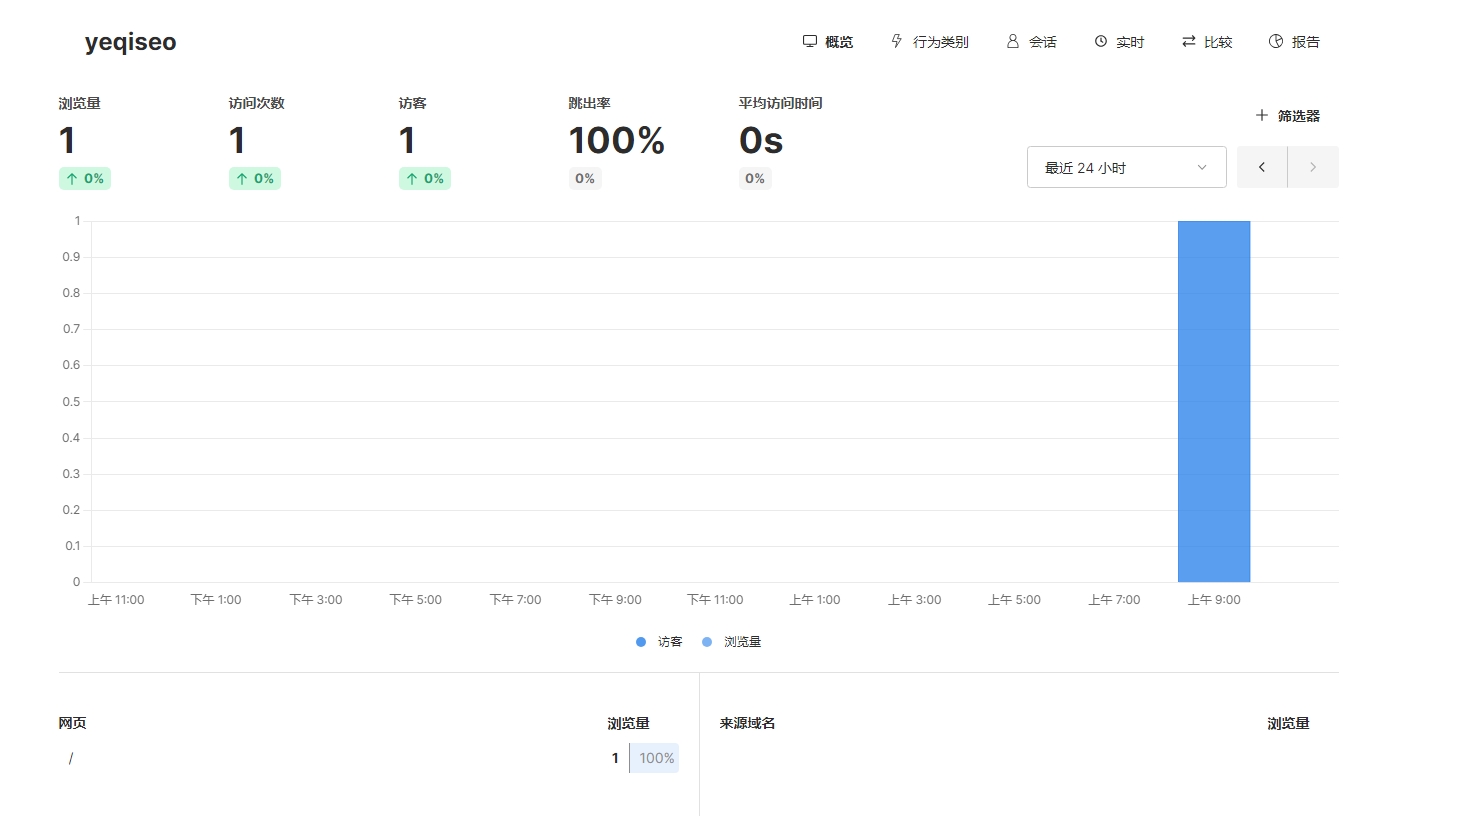 yeqiseo
概览 行为类别 会话 实时 比较 报告
浏览量 访问次数 访客 跳出率 平均访问时间
筛选器
1 1 1 100% 0s
最近 24 小时
0% 0% 0% 0% 0%
1
0.9
0.8
0.7
0.6
0.5
0.4
0.3
0.2
0.1
0
上午 11:00 下午 1:00 下午 3:00 下午 5:00 下午 7:00 下午 9:00 下午 11:00 上午 1:00 上午 3:00 上午 5:00 上午 7:00 上午 9:00
访客 浏览量
网页 浏览量 来源域名 浏览量
/ 1 100%